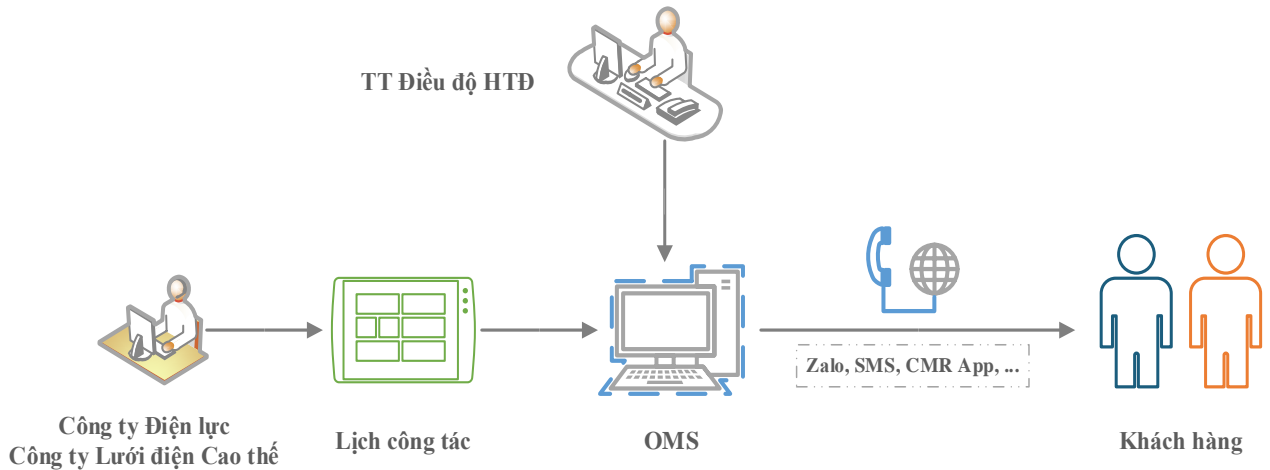 TT Điều độ HTĐ
Zalo, SMS, CMR App, ...
Công ty Điện lực
Công ty Lưới điện Cao thế
Lịch công tác
OMS
Khách hàng